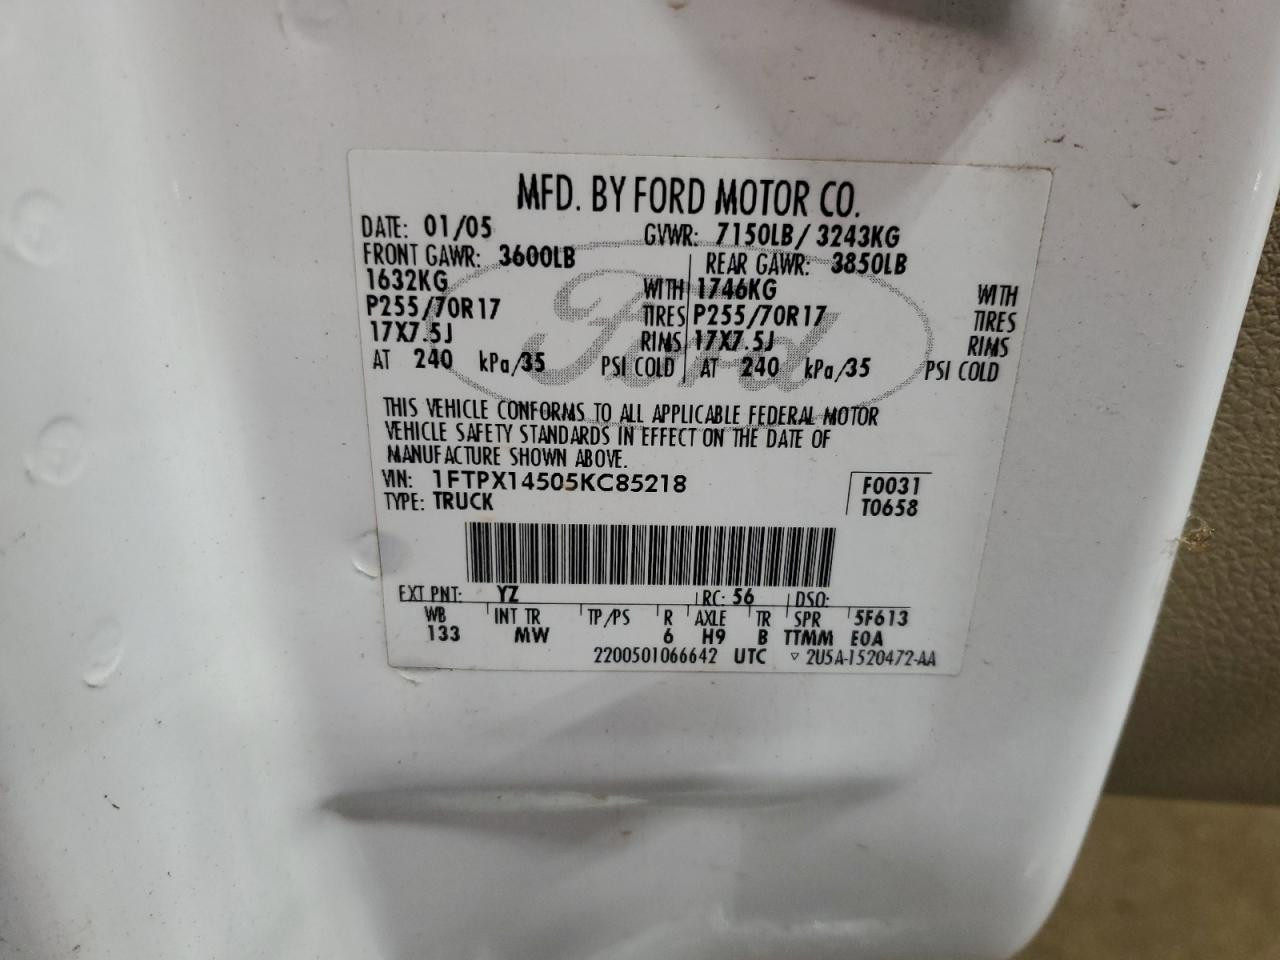 MFD. BY FORD MOTOR CO.
DATE: 01/05 GVWR: 7150LB / 3243KG
FRONT GAWR: 3600LB REAR GAWR: 3850LB
1632KG WITH 1746KG WITH
P255/70R17 TIRES P255/70R17 TIRES
17X7.5J RIMS 17X7.5J RIMS
AT 240 kPa/35 PSI COLD AT 240 kPa/35 PSI COLD
Ford
THIS VEHICLE CONFORMS TO ALL APPLICABLE FEDERAL MOTOR
VEHICLE SAFETY STANDARDS IN EFFECT ON THE DATE OF
MANUFACTURE SHOWN ABOVE.
VIN: 1FTPX14505KC85218 F0031
TYPE: TRUCK T0658
EXT PNT: YZ RC: 56 DSO:
WB INT TR TP/PS R AXLE TR SPR 5F613
133 MW 6 H9 B TTMM E0A
2200501066642 UTC ▽ 2U5A-1520472-AA